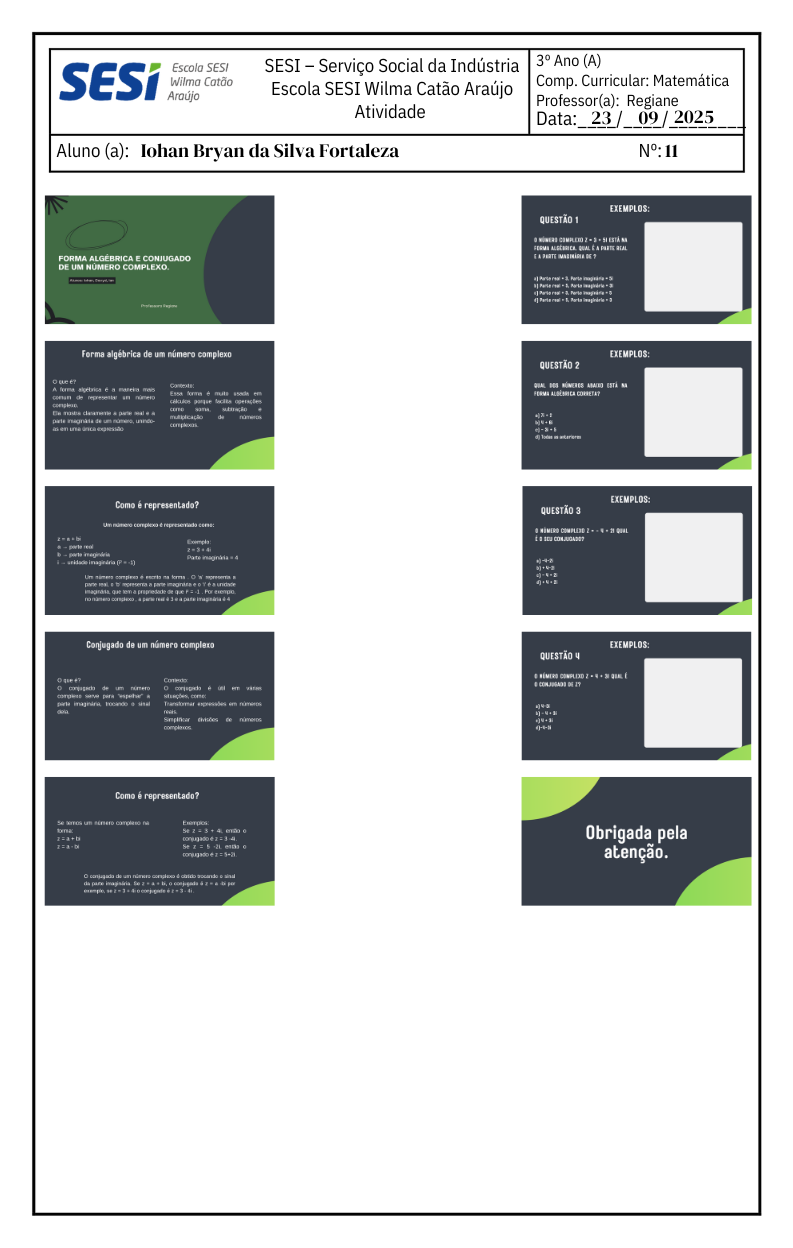 SESI
Escola SESI
Wilma Catão
Araújo
SESI – Serviço Social da Indústria
Escola SESI Wilma Catão Araújo
Atividade
3º Ano (A)
Comp. Curricular: Matemática
Professor(a): Regiane
Data: 23 / 09 / 2025
Aluno (a): Iohan Bryan da Silva Fortaleza
Nº: 11
FORMA ALGÉBRICA E CONJUGADO
DE UM NÚMERO COMPLEXO.
Professora Regiane
Forma algébrica de um número complexo
O que é?
A forma algébrica é a maneira mais
comum de representar um número
complexo.
Ela mostra claramente a parte real e a
parte imaginária de um número, unindo-
as em uma única expressão
Contexto:
Essa forma é muito usada em
cálculos porque facilita operações
como soma, subtração e
multiplicação de números
complexos.
Como é representado?
Um número complexo é representado como:
z = a + bi
a → parte real
b → parte imaginária
i → unidade imaginária (i² = -1)
Exemplo:
z = 3 + 4i
Parte imaginária = 4
Um número complexo é escrito na forma . O 'a' representa a
parte real, o 'b' representa a parte imaginária e o 'i' é a unidade
imaginária, que tem a propriedade de que i² = -1 . Por exemplo,
no número complexo , a parte real é 3 e a parte imaginária é 4
Conjugado de um número complexo
O que é?
O conjugado de um número
complexo serve para "espelhar" a
parte imaginária, trocando o sinal
dela.
Contexto:
O conjugado é útil em várias
situações, como:
Transformar expressões em números
reais.
Simplificar divisões de números
complexos.
Como é representado?
Se temos um número complexo na
forma:
z = a + bi
z = a - bi
Exemplos:
Se z = 3 + 4i, então o
conjugado é z = 3 -4i.
Se z = 5 -2i, então o
conjugado é z = 5+2i.
O conjugado de um número complexo é obtido trocando o sinal
da parte imaginária. Se z = a + bi, o conjugado é z = a -bi por
exemplo, se z = 3 + 4i o conjugado é z = 3 - 4i .
EXEMPLOS:
QUESTÃO 1
O NÚMERO COMPLEXO Z = 3 + 5I ESTÁ NA
FORMA ALGÉBRICA. QUAL É A PARTE REAL
E A PARTE IMAGINÁRIA DE ?
a) Parte real = 3, Parte imaginária = 5i
b) Parte real = 5, Parte imaginária = 3i
c) Parte real = 3, Parte imaginária = 5
d) Parte real = 5, Parte imaginária = 3
EXEMPLOS:
QUESTÃO 2
QUAL DOS NÚMEROS ABAIXO ESTÁ NA
FORMA ALGÉBRICA CORRETA?
a) 7i + 2
b) 4 + 6i
c) - 3i + 5
d) Todas as anteriores
EXEMPLOS:
QUESTÃO 3
O NÚMERO COMPLEXO Z = - 4 + 2I QUAL
É O SEU CONJUGADO?
a) -4-2i
b) + 4-2i
c) - 4 + 2i
d) + 4 + 2i
EXEMPLOS:
QUESTÃO 4
O NÚMERO COMPLEXO Z = 4 + 3I QUAL É
O CONJUGADO DE Z?
a) 4-3i
b) - 4 + 3i
c) 4 + 3i
d)-4-3i
Obrigada pela
atenção.